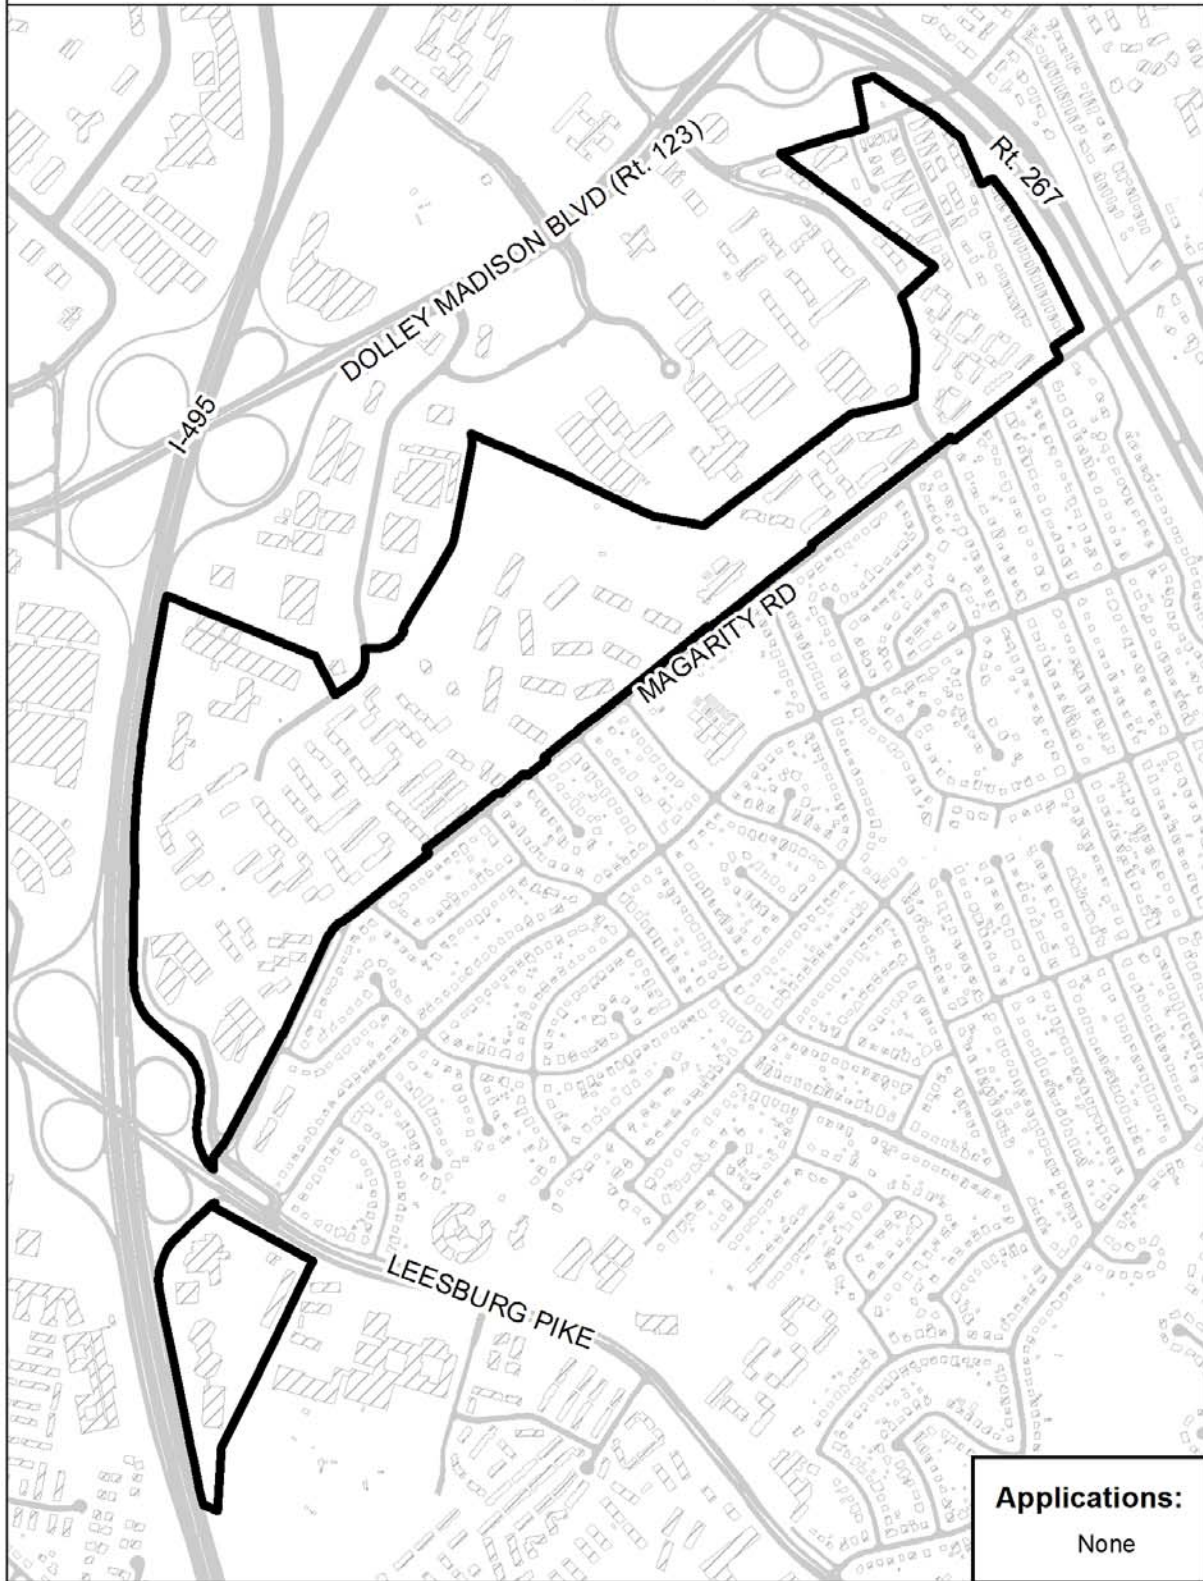 Rt. 267
DOLLEY MADISON BLVD (Rt. 123)
I-495
MAGARITY RD
LEESBURG PIKE
Applications:
None